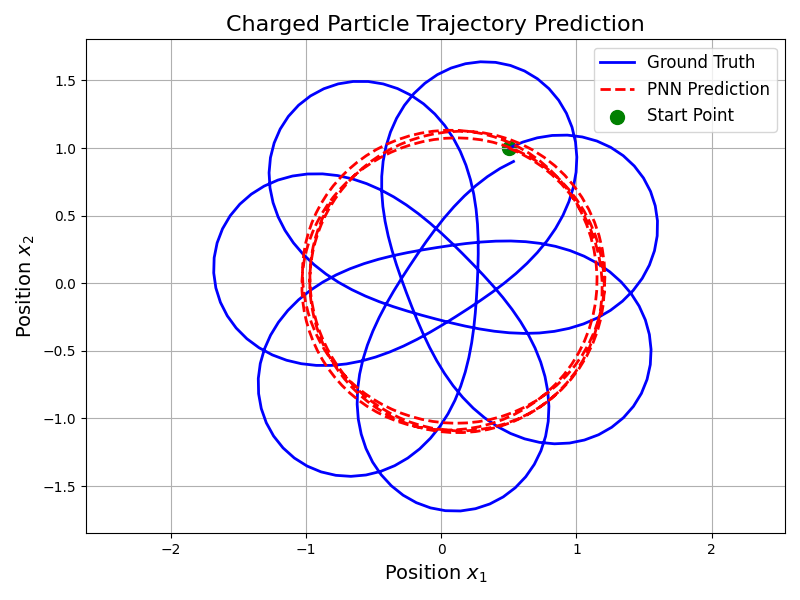 Charged Particle Trajectory Prediction
Ground Truth
PNN Prediction
Start Point
Position x₂
1.5
1.0
0.5
0.0
−0.5
−1.0
−1.5
−2
−1
0
1
2
Position x₁